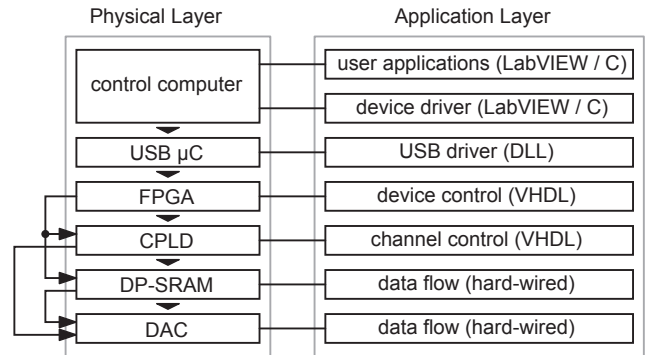 Physical Layer
Application Layer
control computer
user applications (LabVIEW / C)
device driver (LabVIEW / C)
USB µC
USB driver (DLL)
FPGA
device control (VHDL)
CPLD
channel control (VHDL)
DP-SRAM
data flow (hard-wired)
DAC
data flow (hard-wired)